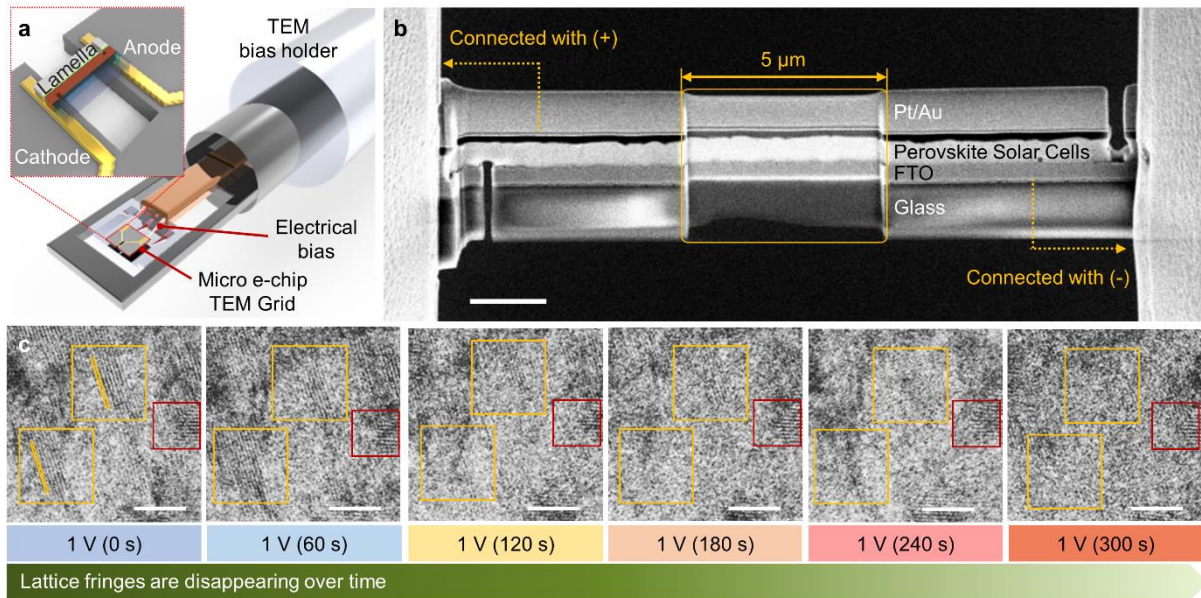 a
TEM
bias holder
Lamella
Anode
Cathode
Electrical
bias
Micro e-chip
TEM Grid
b
Connected with (+)
5 μm
Pt/Au
Perovskite Solar Cells
FTO
Glass
Connected with (-)
c
1 V (0 s)
1 V (60 s)
1 V (120 s)
1 V (180 s)
1 V (240 s)
1 V (300 s)
Lattice fringes are disappearing over time